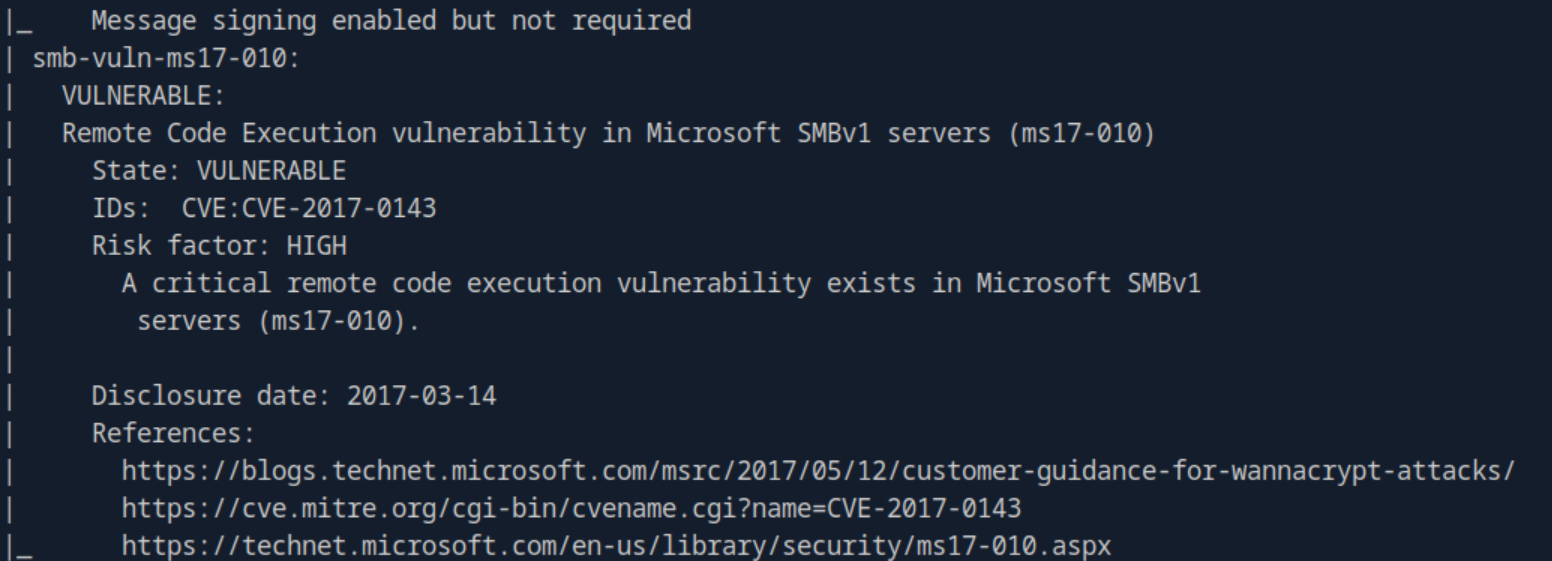 |_    Message signing enabled but not required
| smb-vuln-ms17-010:
|   VULNERABLE:
|   Remote Code Execution vulnerability in Microsoft SMBv1 servers (ms17-010)
|     State: VULNERABLE
|     IDs:  CVE:CVE-2017-0143
|     Risk factor: HIGH
|       A critical remote code execution vulnerability exists in Microsoft SMBv1
|        servers (ms17-010).
|
|     Disclosure date: 2017-03-14
|     References:
|       https://blogs.technet.microsoft.com/msrc/2017/05/12/customer-guidance-for-wannacrypt-attacks/
|       https://cve.mitre.org/cgi-bin/cvename.cgi?name=CVE-2017-0143
|_      https://technet.microsoft.com/en-us/library/security/ms17-010.aspx